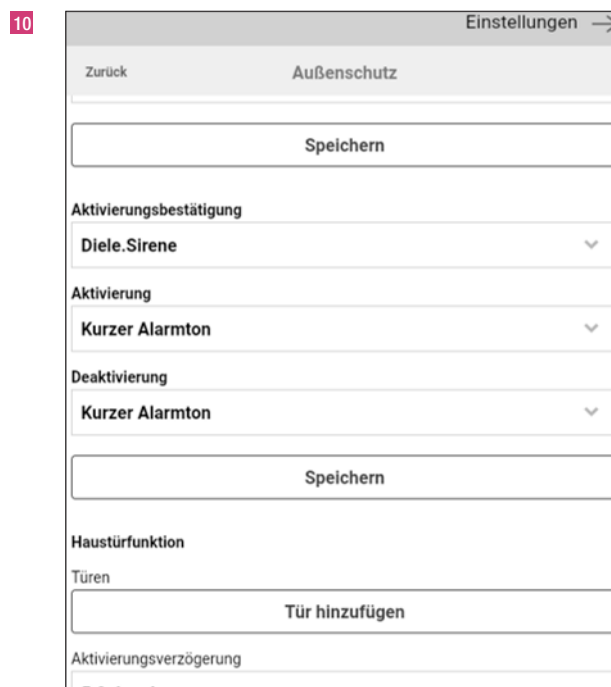 10
Einstellungen
Zurück
Außenschutz
Speichern
Aktivierungsbestätigung
Diele.Sirene
Aktivierung
Kurzer Alarmton
Deaktivierung
Kurzer Alarmton
Speichern
Haustürfunktion
Türen
Tür hinzufügen
Aktivierungsverzögerung